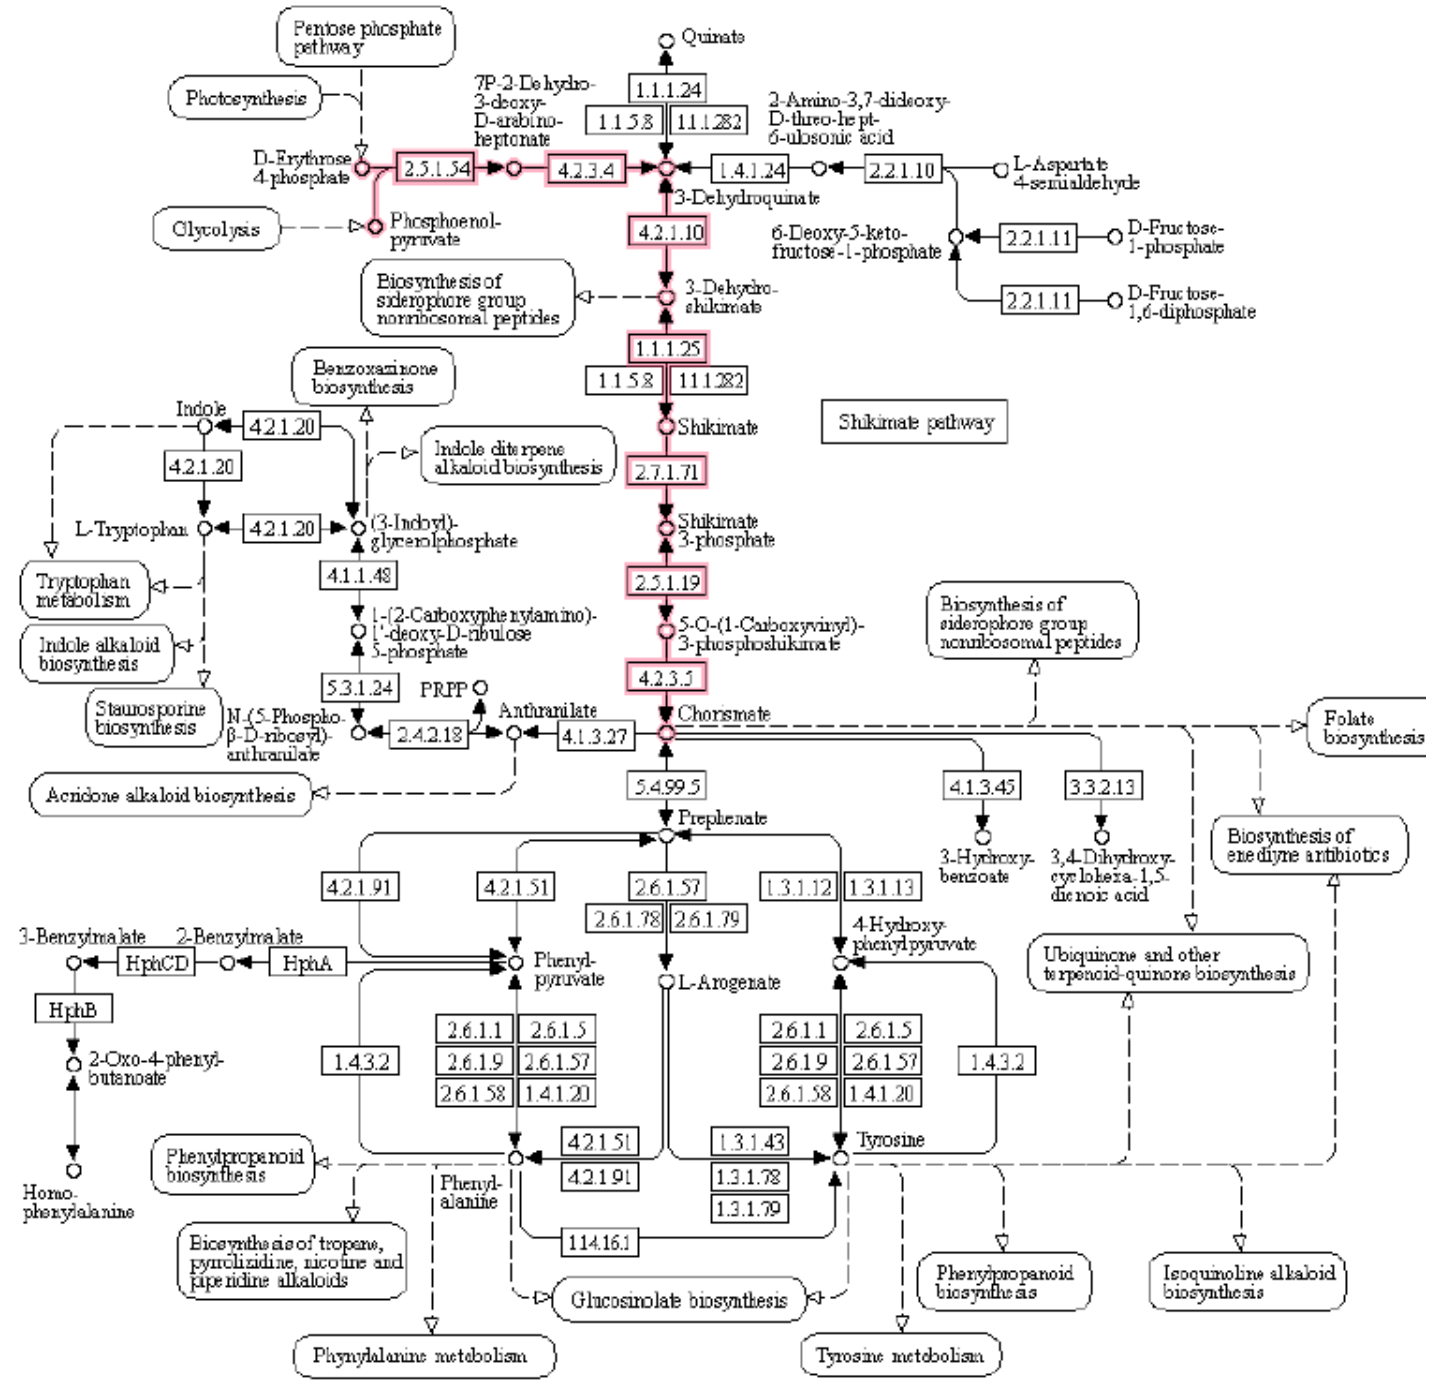 Pentose phosphate
pathway
Photosynthesis
Quinate
1.1.1.24
1.1.5.8
1.1.1.282
7P-2-Dehydro-
3-deoxy-
D-arabino-
heptonate
2-Amino-3,7-dideoxy-
D-threo-hept-
6-ulosonic acid
D-Erythrose
4-phosphate
2.5.1.54
4.2.3.4
1.4.1.24
2.2.1.10
L-Aspartate
4-semialdehyde
3-Dehydroquinate
Glycolysis
Phosphoenol-
pyruvate
4.2.1.10
6-Deoxy-5-keto-
fructose-1-phosphate
2.2.1.11
D-Fructose-
1-phosphate
Biosynthesis of
siderophore group
nonribosomal peptides
3-Dehydro-
shikimate
2.2.1.11
D-Fructose-
1,6-diphosphate
1.1.1.25
1.1.5.8
1.1.1.282
Benzoxazinone
biosynthesis
Shikimate pathway
Indole
4.2.1.20
Shikimate
Indole diterpene
alkaloid biosynthesis
4.2.1.20
2.7.1.71
L-Tryptophan
4.2.1.20
(3-Indoyl)-
glycerolphosphate
Shikimate
3-phosphate
Tryptophan
metabolism
4.1.1.48
2.5.1.19
1-(2-Carboxyphenylamino)-
1'-deoxy-D-ribulose
5-phosphate
5-O-(1-Carboxyvinyl)-
3-phosphoshikimate
Biosynthesis of
siderophore group
nonribosomal peptides
Indole alkaloid
biosynthesis
5.3.1.24
PRPP
4.2.3.5
Staurosporine
biosynthesis
N-(5-Phospho-
β-D-ribosyl)-
anthranilate
2.4.2.18
Anthranilate
4.1.3.27
Chorismate
Folate
biosynthesis
Acridone alkaloid biosynthesis
5.4.99.5
4.1.3.45
3.3.2.13
Prephenate
3-Hydroxy-
benzoate
3,4-Dihydroxy-
cyclohexa-1,5-
dienoic acid
Biosynthesis of
enediyne antibiotics
4.2.1.91
4.2.1.51
2.6.1.57
2.6.1.78
2.6.1.79
1.3.1.12
1.3.1.13
3-Benzylmalate
2-Benzylmalate
4-Hydroxy-
phenylpyruvate
HphCD
HphA
Phenyl-
pyruvate
L-Arogenate
Ubiquinone and other
terpenoid-quinone biosynthesis
HphB
2-Oxo-4-phenyl-
butanoate
1.4.3.2
2.6.1.1
2.6.1.5
2.6.1.9
2.6.1.57
2.6.1.58
1.4.1.20
2.6.1.1
2.6.1.5
2.6.1.9
2.6.1.57
2.6.1.58
1.4.1.20
1.4.3.2
Phenylpropanoid
biosynthesis
4.2.1.51
4.2.1.91
1.3.1.43
1.3.1.78
1.3.1.79
Tyrosine
Homo-
phenylalanine
Phenyl-
alanine
1.14.16.1
Biosynthesis of tropane,
pyrrolizidine, nicotine and
piperidine alkaloids
Glucosinolate biosynthesis
Phenylpropanoid
biosynthesis
Isoquinoline alkaloid
biosynthesis
Phynylalanine metabolism
Tyrosine metabolism